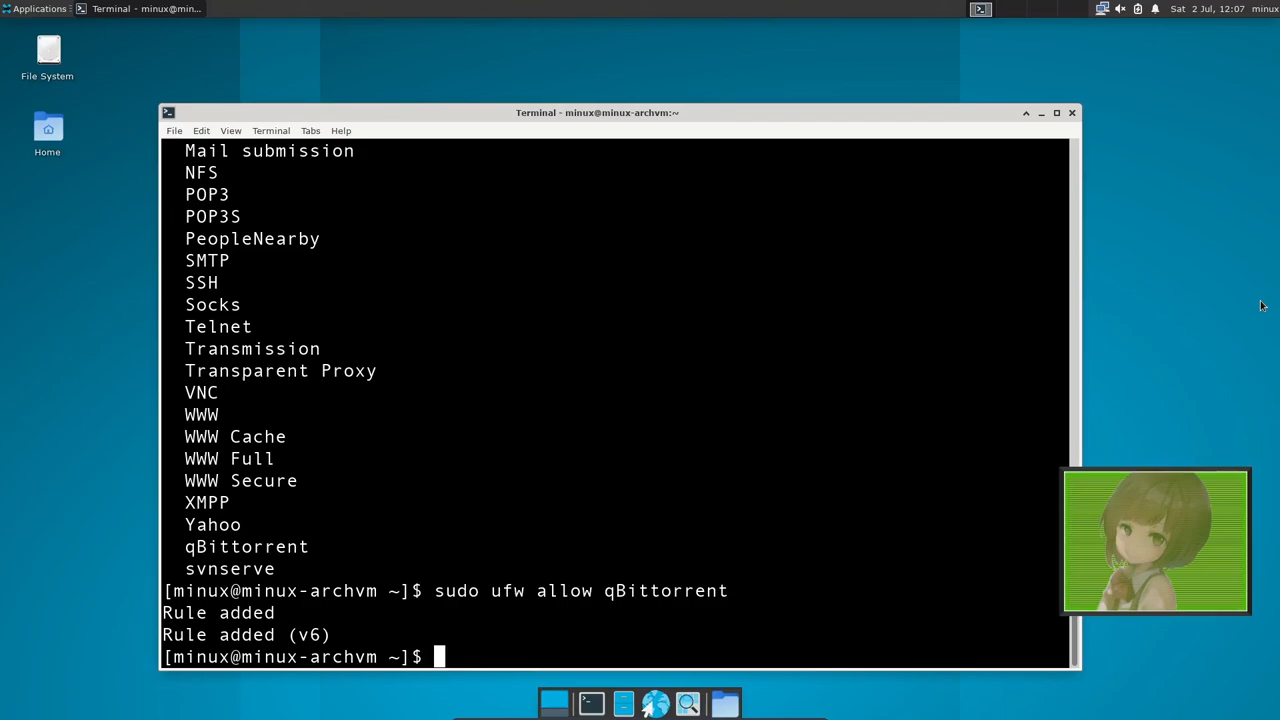 Applications
Terminal - minux@min...
Sat 2 Jul, 12:07
minux
File System
Home
Terminal - minux@minux-archvm:~
File Edit View Terminal Tabs Help
Mail submission
NFS
POP3
POP3S
PeopleNearby
SMTP
SSH
Socks
Telnet
Transmission
Transparent Proxy
VNC
WWW
WWW Cache
WWW Full
WWW Secure
XMPP
Yahoo
qBittorrent
svnserve
[minux@minux-archvm ~]$ sudo ufw allow qBittorrent
Rule added
Rule added (v6)
[minux@minux-archvm ~]$